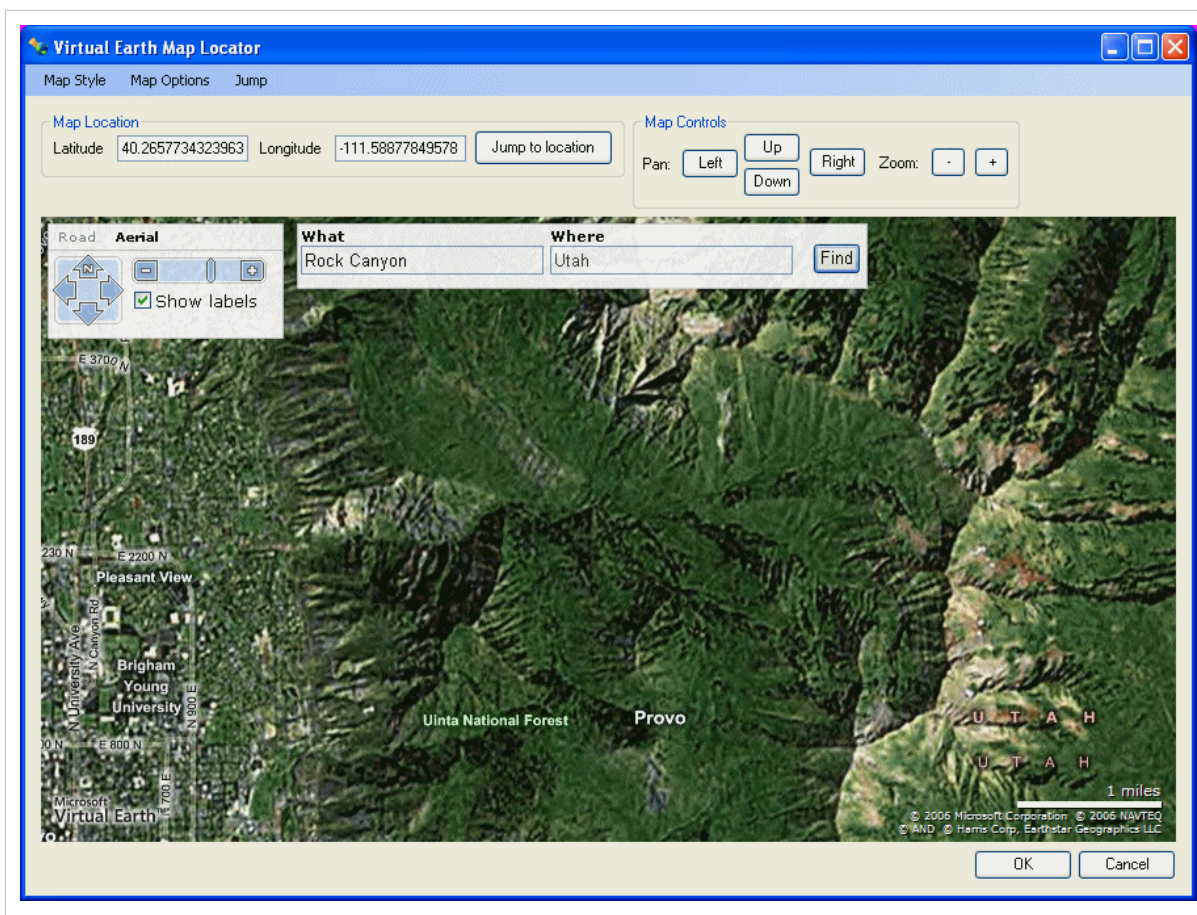 Virtual Earth Map Locator
Map Style Map Options Jump
Map Location
Latitude 40.2657734323963 Longitude -111.58877849578 Jump to location
Map Controls
Pan: Left Up Down Right Zoom: - +
Road Aerial
N
Show labels
What Where
Rock Canyon Utah Find
E 3700 N
189
230 N E 2200 N
Pleasant View
N University Ave
N Canyon Rd
Brigham
Young
University
N 900 E
Uinta National Forest
Provo
U T A H
U T A H
00 N E 800 N
700 E
Microsoft
Virtual Earth™
1 miles
© 2006 Microsoft Corporation © 2006 NAVTEQ
© AND © Harris Corp, Earthstar Geographics LLC
OK Cancel